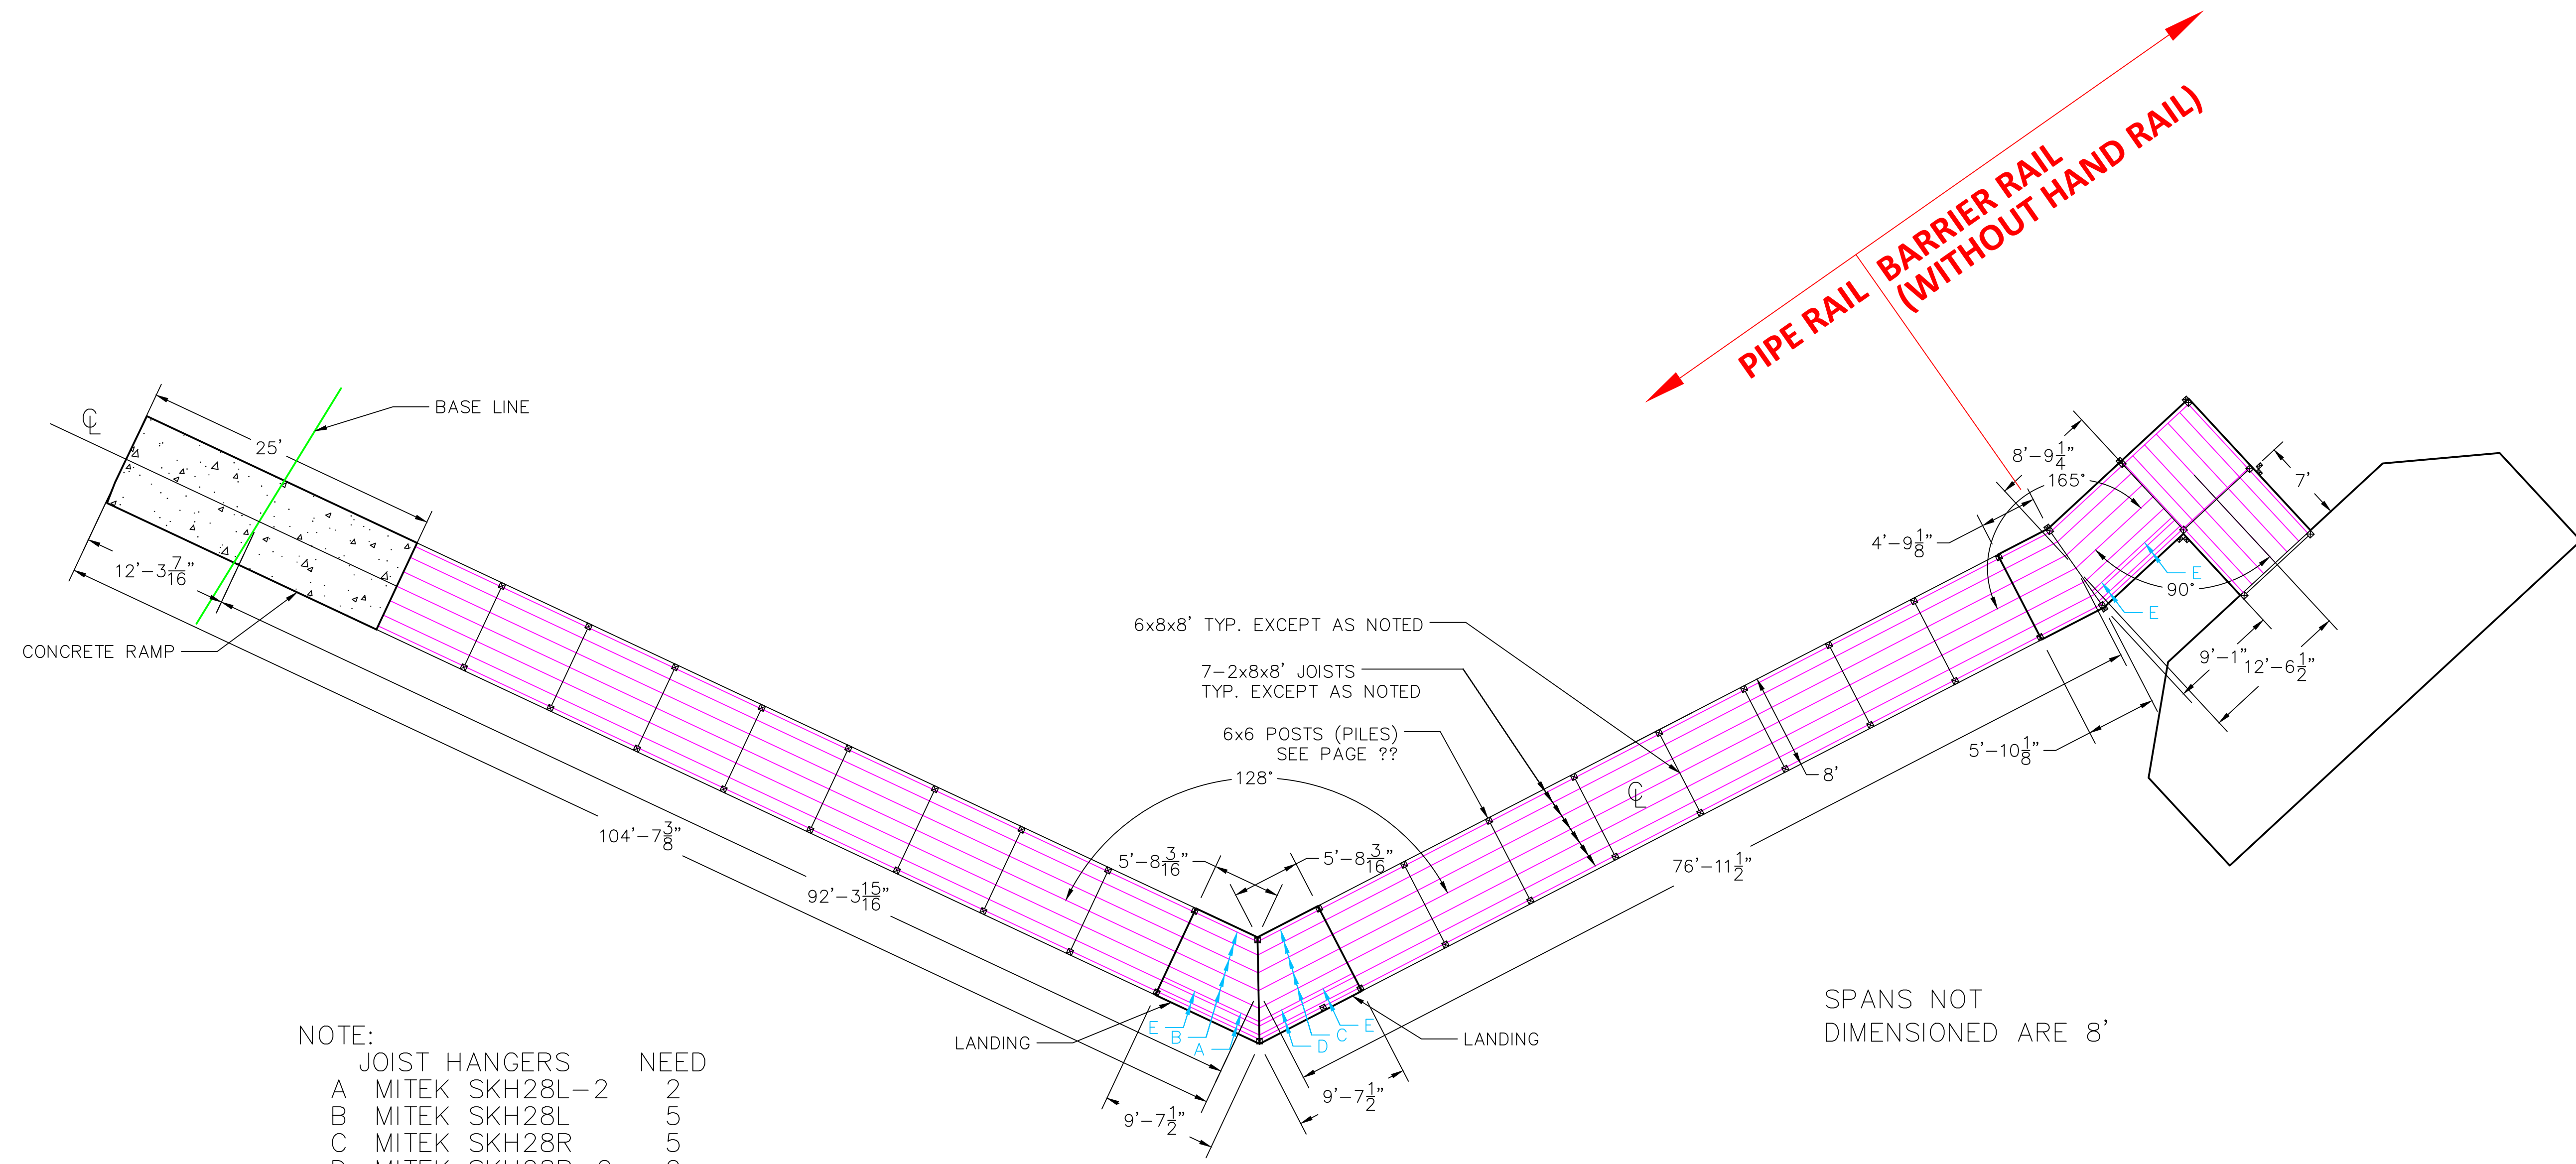 PIPE RAIL
BARRIER RAIL
(WITHOUT HAND RAIL)
℄
25'
BASE LINE
12'-3 7/16"
CONCRETE RAMP
104'-7 3/8"
92'-3 15/16"
8'-9 1/4"
165°
7'
4'-9 1/8"
E
90°
E
9'-1"
12'-6 1/2"
5'-10 1/8"
6x8x8' TYP. EXCEPT AS NOTED
7-2x8x8' JOISTS
TYP. EXCEPT AS NOTED
6x6 POSTS (PILES)
SEE PAGE ??
128°
℄
8'
5'-8 3/16"
5'-8 3/16"
76'-11 1/2"
E
B
A
D
C
E
LANDING
LANDING
9'-7 1/2"
9'-7 1/2"
SPANS NOT
DIMENSIONED ARE 8'
NOTE:
JOIST HANGERS NEED
A MITEK SKH28L-2 2
B MITEK SKH28L 5
C MITEK SKH28R 5